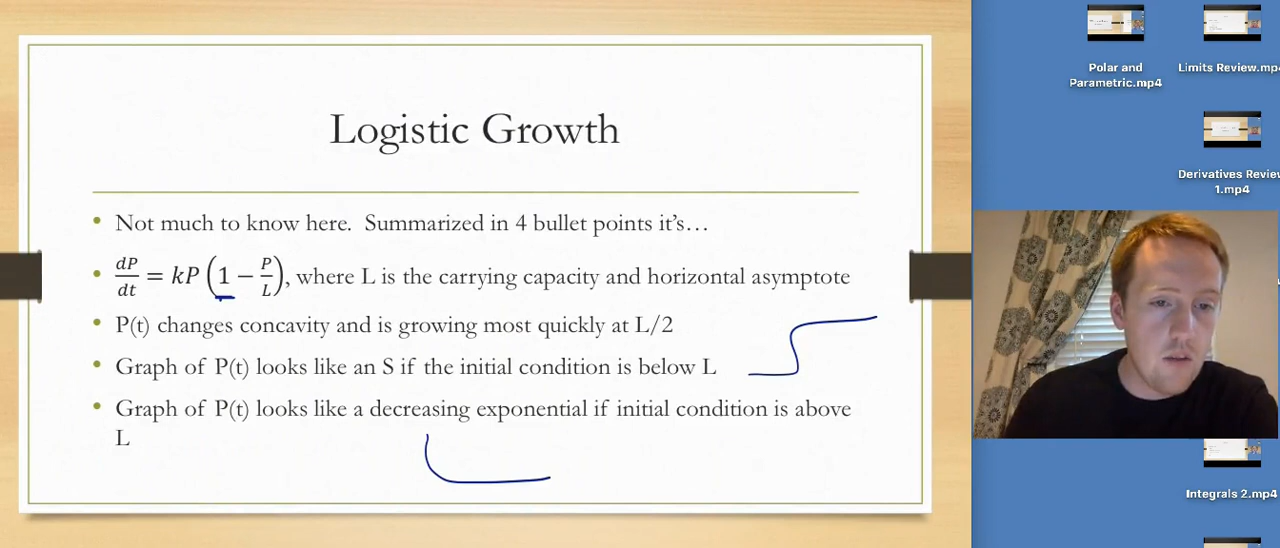 Logistic Growth
• Not much to know here. Summarized in 4 bullet points it's…
• dP/dt = kP(1 − P/L), where L is the carrying capacity and horizontal asymptote
• P(t) changes concavity and is growing most quickly at L/2
• Graph of P(t) looks like an S if the initial condition is below L
• Graph of P(t) looks like a decreasing exponential if initial condition is above
L
Polar and
Parametric.mp4
Limits Review.mp4
Derivatives Review
1.mp4
Integrals 2.mp4